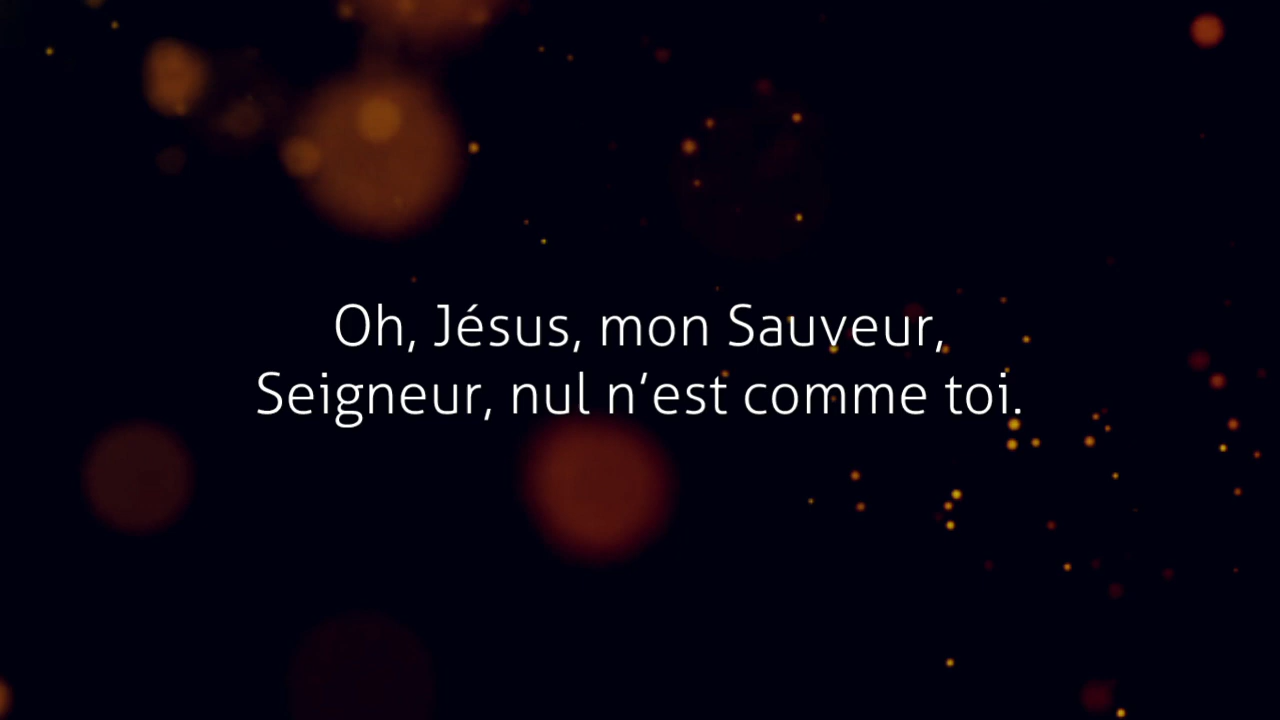 Oh, Jésus, mon Sauveur,
Seigneur, nul n’est comme toi.